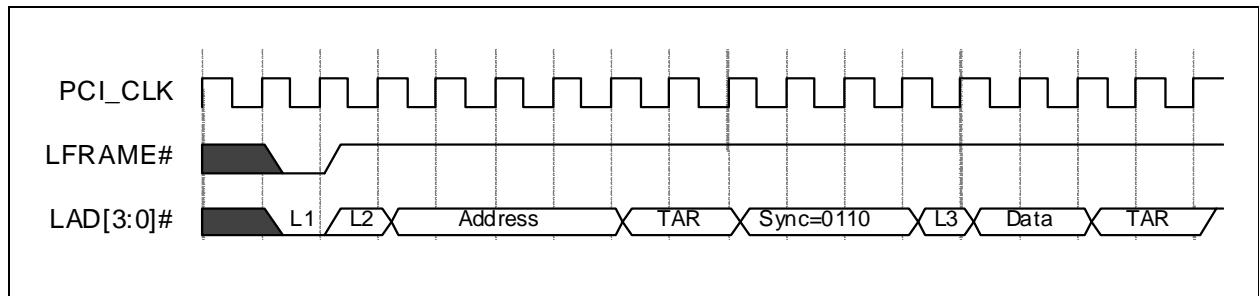 PCI_CLK
LFRAME#
LAD[3:0]# L1 L2 Address TAR Sync=0110 L3 Data TAR